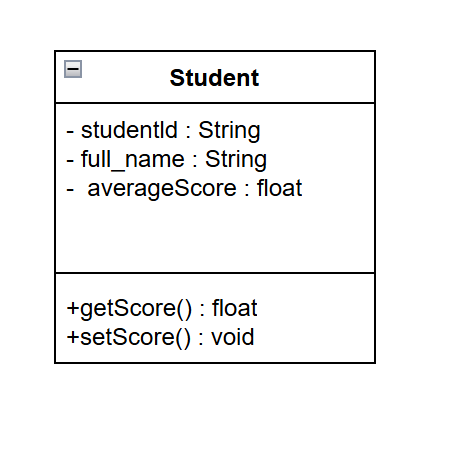 Student
- studentId : String
- full_name : String
-  averageScore : float
+getScore() : float
+setScore() : void